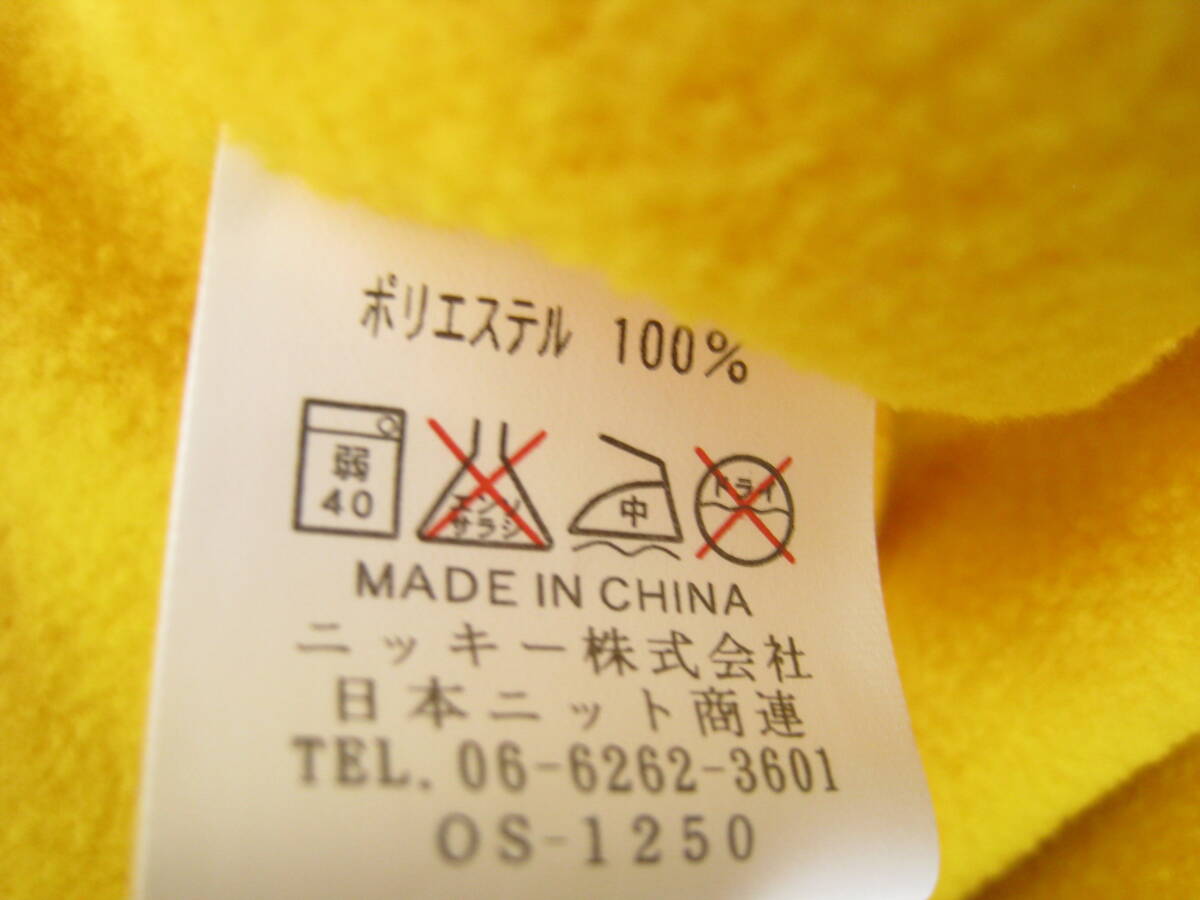 ポリエステル 100%
弱
40
エンソ
サラシ
中
ドライ
MADE IN CHINA
ニッキー株式会社
日本ニット商連
TEL. 06-6262-3601
OS-1250